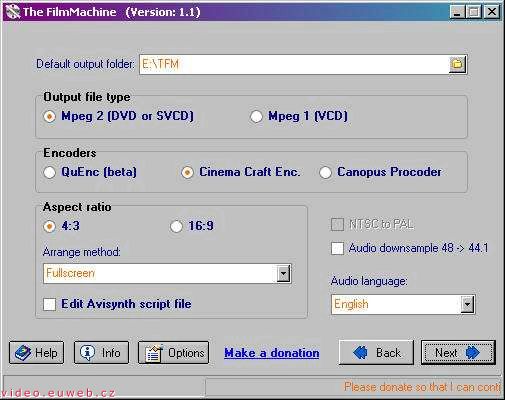 The FilmMachine (Version: 1.1)
Default output folder: E:\TFM
Output file type
Mpeg 2 (DVD or SVCD) Mpeg 1 (VCD)
Encoders
QuEnc (beta) Cinema Craft Enc. Canopus Procoder
Aspect ratio
4:3 16:9
Arrange method:
Fullscreen
Edit Avisynth script file
NTSC to PAL
Audio downsample 48 -> 44.1
Audio language:
English
Help Info Options Make a donation Back Next
Please donate so that I can conti
video.euweb.cz